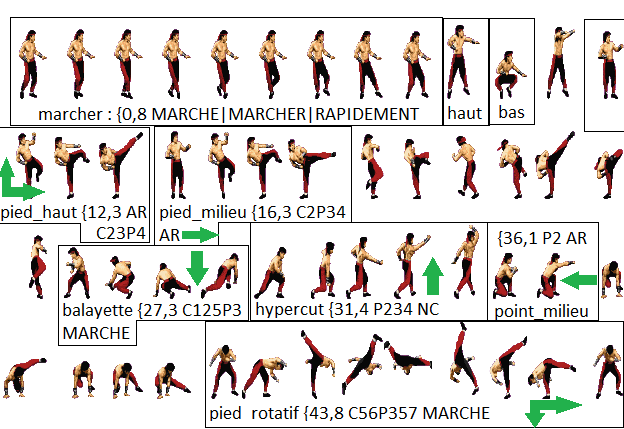 marcher : {0,8 MARCHE|MARCHER|RAPIDEMENT
haut
bas
pied_haut {12,3 AR
C23P4
pied_milieu {16,3 C2P34
AR
balayette {27,3 C125P3
MARCHE
hypercut {31,4 P234 NC
{36,1 P2 AR
point_milieu
pied_rotatif {43,8 C56P357 MARCHE